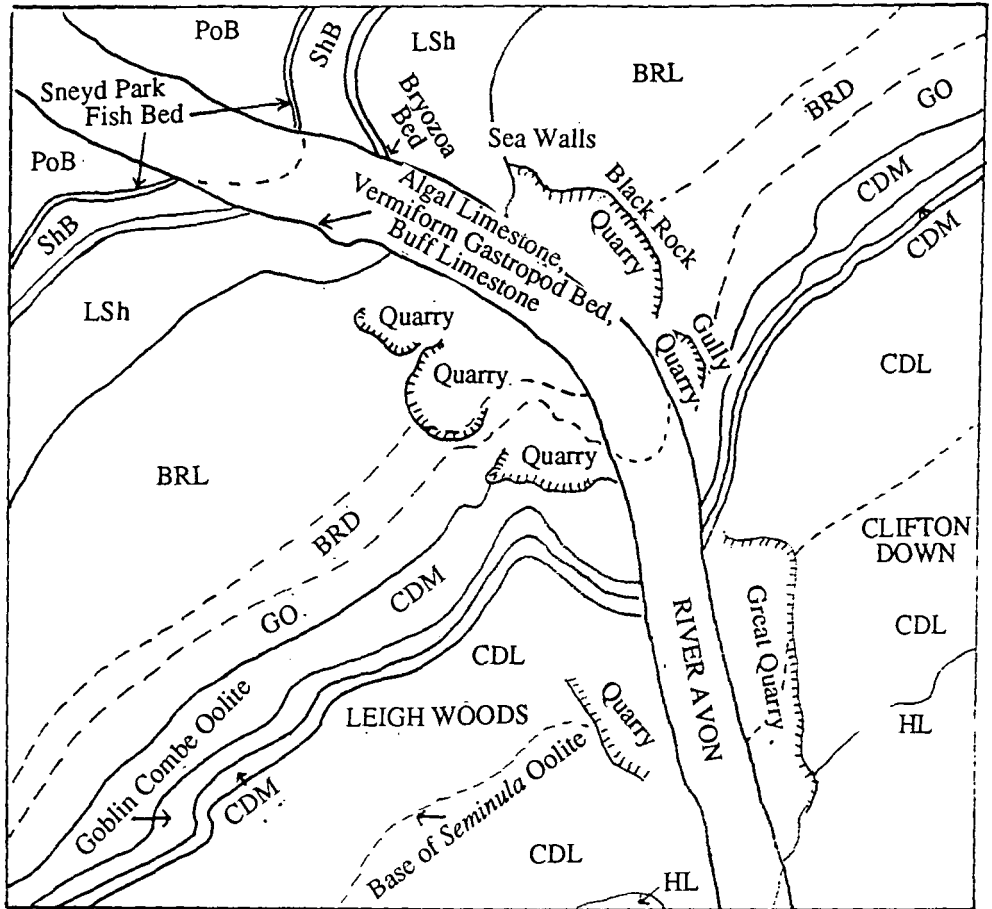 PoB
ShB
LSh
BRL
BRD
GO
Sneyd Park
Fish Bed
Bryozoa
Bed
Sea Walls
PoB
ShB
Algal Limestone,
Vermiform Gastropod Bed,
Buff Limestone
Black Rock
Quarry
CDM
CDM
LSh
Quarry
Gully
Quarry
CDL
Quarry
Quarry
BRL
BRD
CLIFTON
DOWN
GO
CDM
RIVER AVON
Great Quarry
CDL
CDL
LEIGH WOODS
Quarry
HL
Goblin Combe Oolite
CDM
Base of Seminula Oolite
CDL
HL